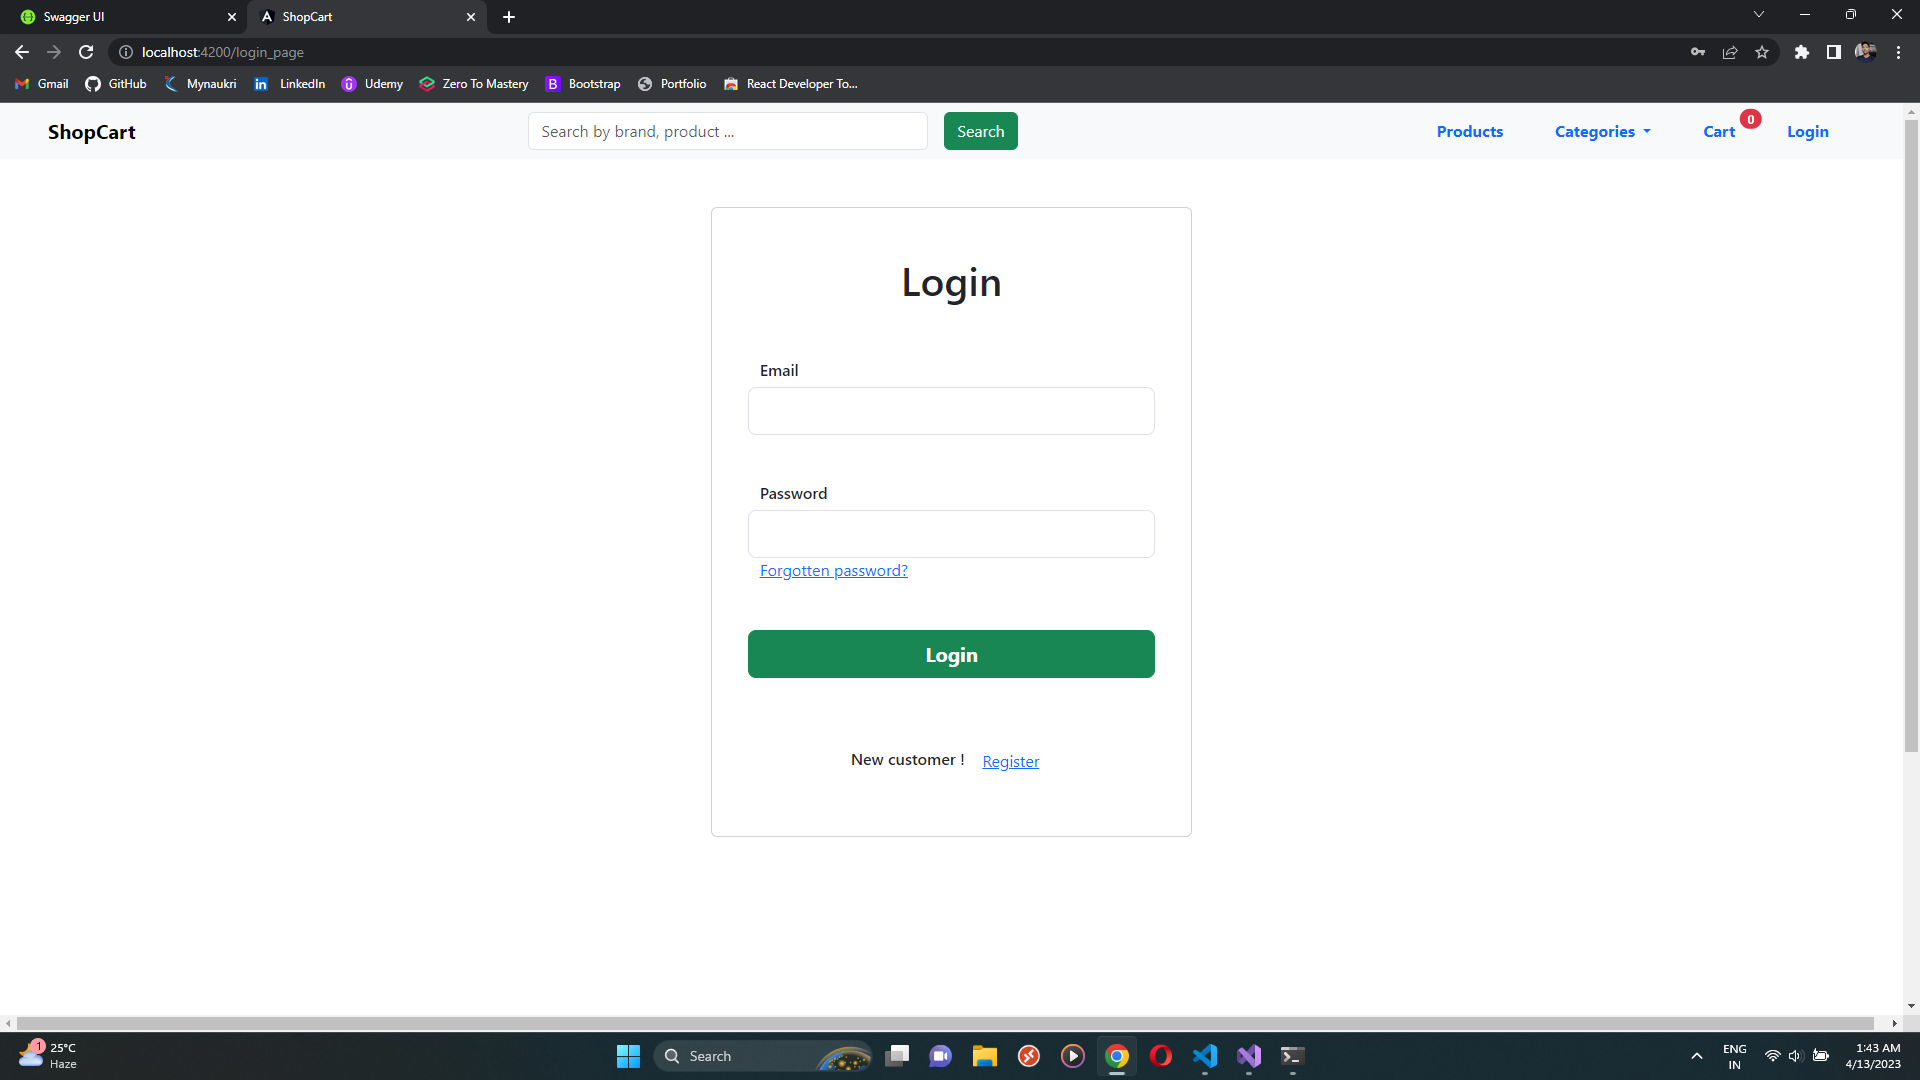 Swagger UI
ShopCart
localhost:4200/login_page
Gmail
GitHub
Mynaukri
LinkedIn
Udemy
Zero To Mastery
Bootstrap
Portfolio
React Developer To...
ShopCart
Search by brand, product ...
Search
Products
Categories
Cart
0
Login
Login
Email
Password
Forgotten password?
Login
New customer !
Register
1
25°C
Haze
Search
ENG
IN
1:43 AM
4/13/2023